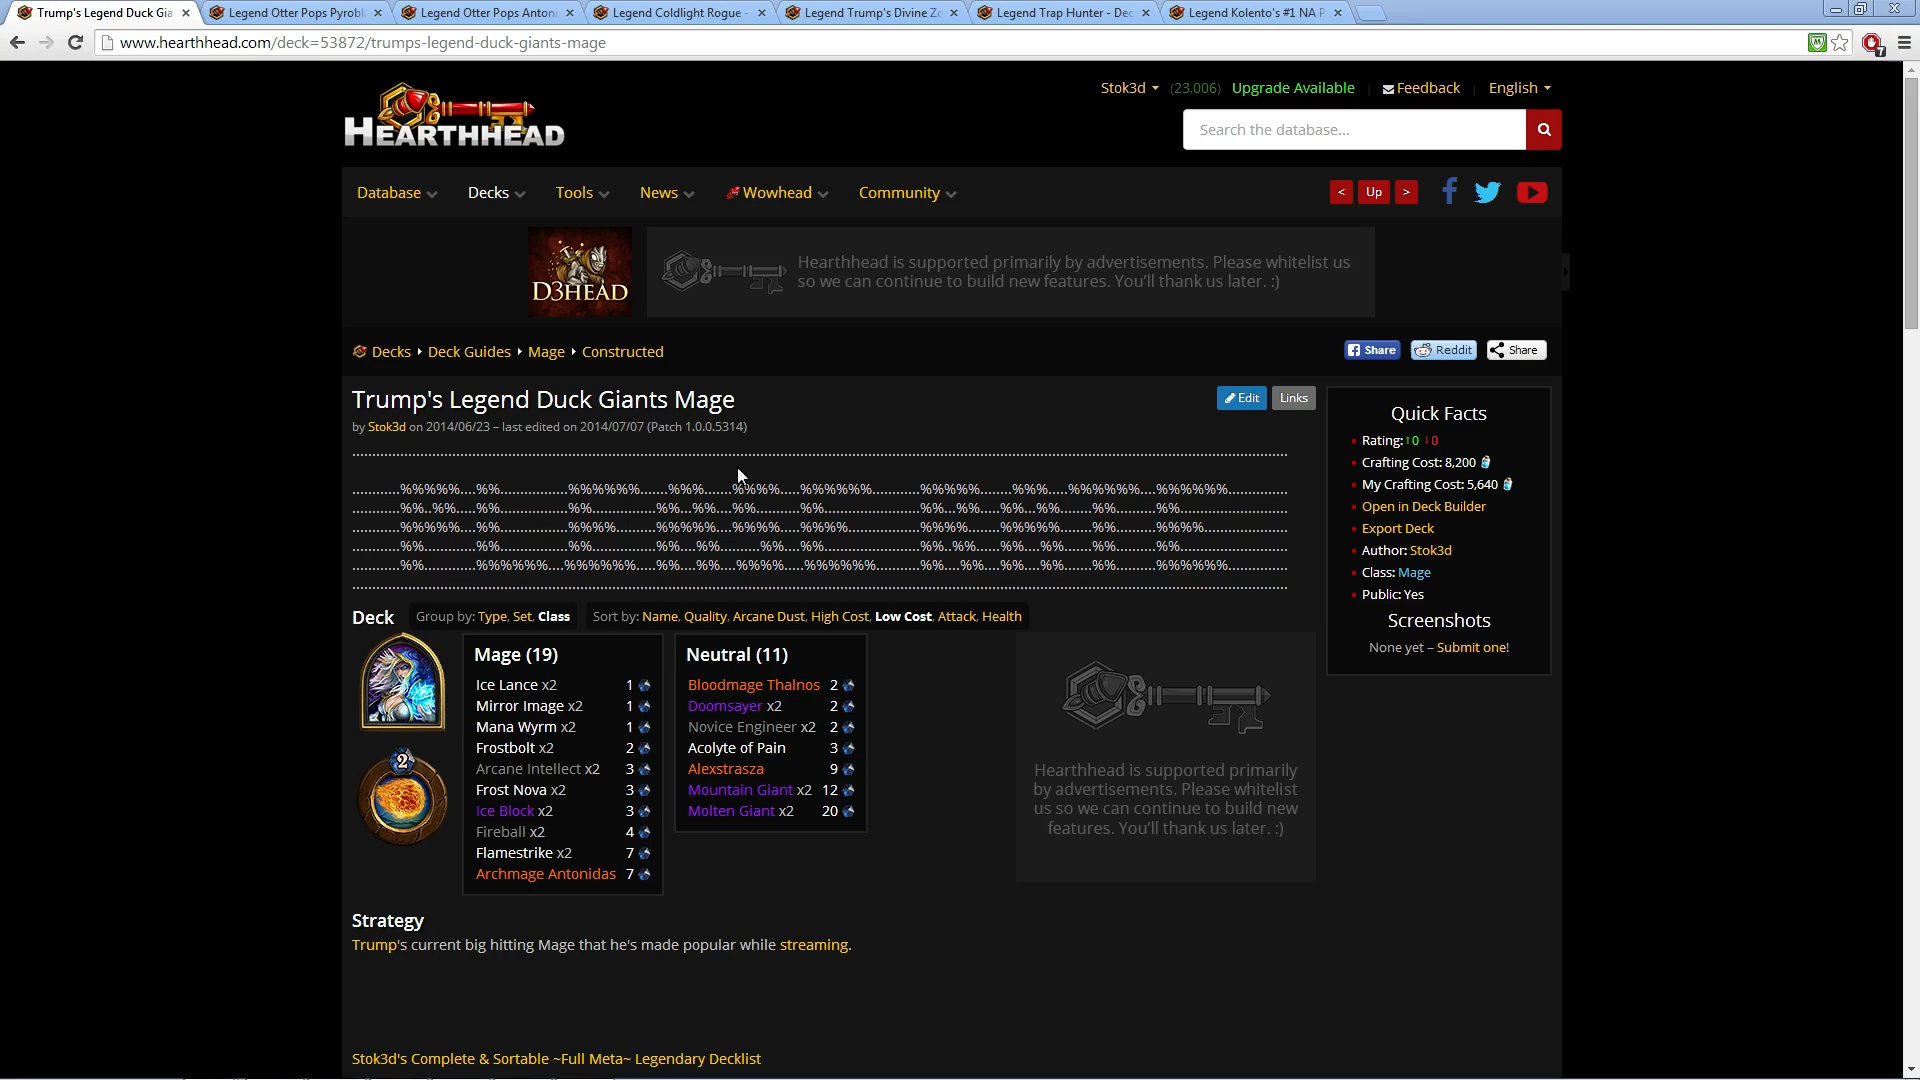 Trump's Legend Duck Gia
Legend Otter Pops Pyrobl
Legend Otter Pops Antoni
Legend Coldlight Rogue -
Legend Trump's Divine Zo
Legend Trap Hunter - Dec
Legend Kolento's #1 NA P
www.hearthhead.com/deck=53872/trumps-legend-duck-giants-mage
7
HEARTHHEAD
Stok3d (23,006) Upgrade Available Feedback English
Search the database...
Database Decks Tools News Wowhead Community < Up >
D3HEAD
Hearthhead is supported primarily by advertisements. Please whitelist us
so we can continue to build new features. You'll thank us later. :)
Decks Deck Guides Mage Constructed
Share Reddit Share
Trump's Legend Duck Giants Mage
Edit Links
by Stok3d on 2014/06/23 – last edited on 2014/07/07 (Patch 1.0.0.5314)
PLEASE RATE
Deck Group by: Type, Set, Class Sort by: Name, Quality, Arcane Dust, High Cost, Low Cost, Attack, Health
2
Mage (19)
Ice Lance x2 1
Mirror Image x2 1
Mana Wyrm x2 1
Frostbolt x2 2
Arcane Intellect x2 3
Frost Nova x2 3
Ice Block x2 3
Fireball x2 4
Flamestrike x2 7
Archmage Antonidas 7
Neutral (11)
Bloodmage Thalnos 2
Doomsayer x2 2
Novice Engineer x2 2
Acolyte of Pain 3
Alexstrasza 9
Mountain Giant x2 12
Molten Giant x2 20
Hearthhead is supported primarily
by advertisements. Please whitelist
us so we can continue to build new
features. You'll thank us later. :)
Quick Facts
Rating: ↑0 ↓0
Crafting Cost: 8,200
My Crafting Cost: 5,640
Open in Deck Builder
Export Deck
Author: Stok3d
Class: Mage
Public: Yes
Screenshots
None yet – Submit one!
Strategy
Trump's current big hitting Mage that he's made popular while streaming.
Stok3d's Complete & Sortable ~Full Meta~ Legendary Decklist